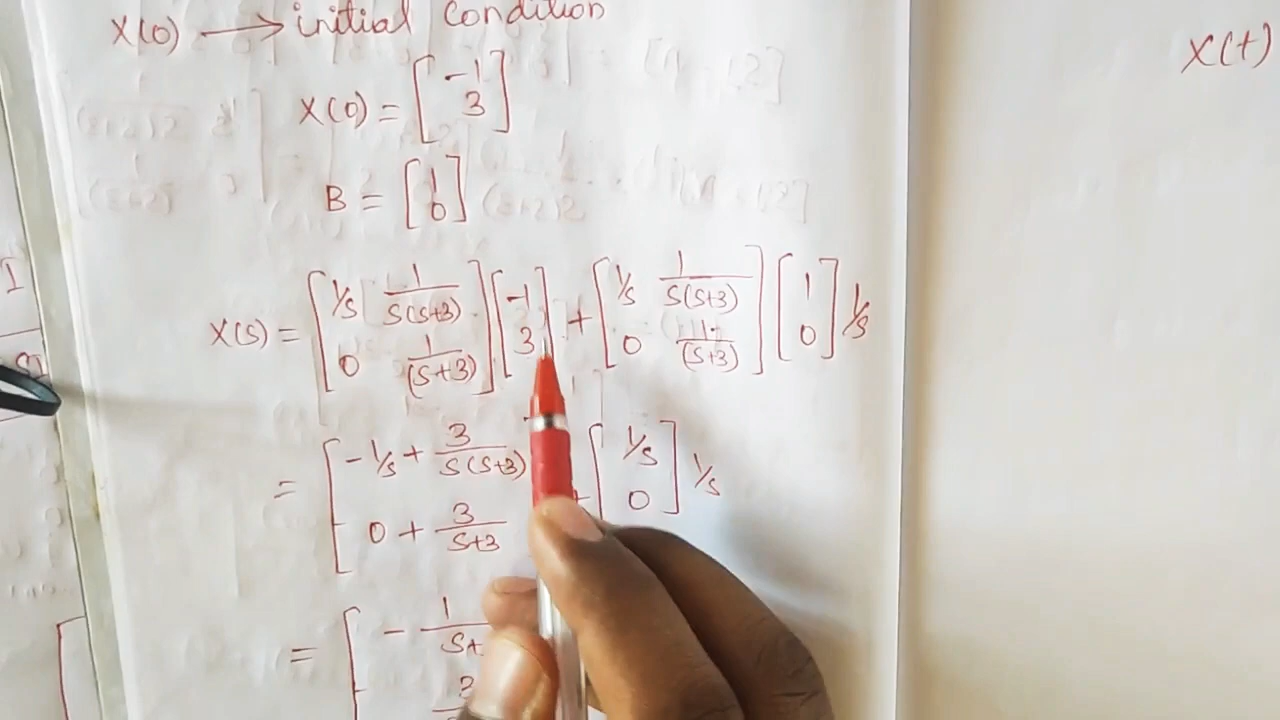 X(0) → initial condition
X(t)
X(0) = [-1 3]
B = [1 0]
X(s) = [1/s 1/s(s+3) 0 1/(s+3)] [-1 3] + [1/s 1/s(s+3) 0 1/(s+3)] [1 0] 1/s
= [-1/s + 3/s(s+3) 0 + 3/s+3 + [1/s 0] 1/s
= [- 1/s+
3